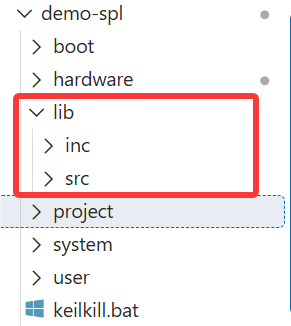 demo-spl
boot
hardware
lib
inc
src
project
system
user
keilkill.bat